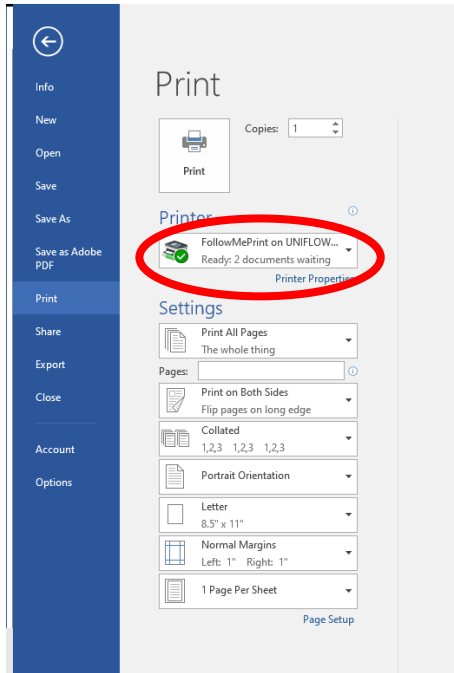 Info
New
Open
Save
Save As
Save as Adobe
PDF
Print
Share
Export
Close
Account
Options
Print
Copies: 1
Print
Printer
FollowMePrint on UNIFLOW...
Ready: 2 documents waiting
Printer Properties
Settings
Print All Pages
The whole thing
Pages:
Print on Both Sides
Flip pages on long edge
Collated
1,2,3 1,2,3 1,2,3
Portrait Orientation
Letter
8.5" x 11"
Normal Margins
Left: 1" Right: 1"
1 Page Per Sheet
Page Setup